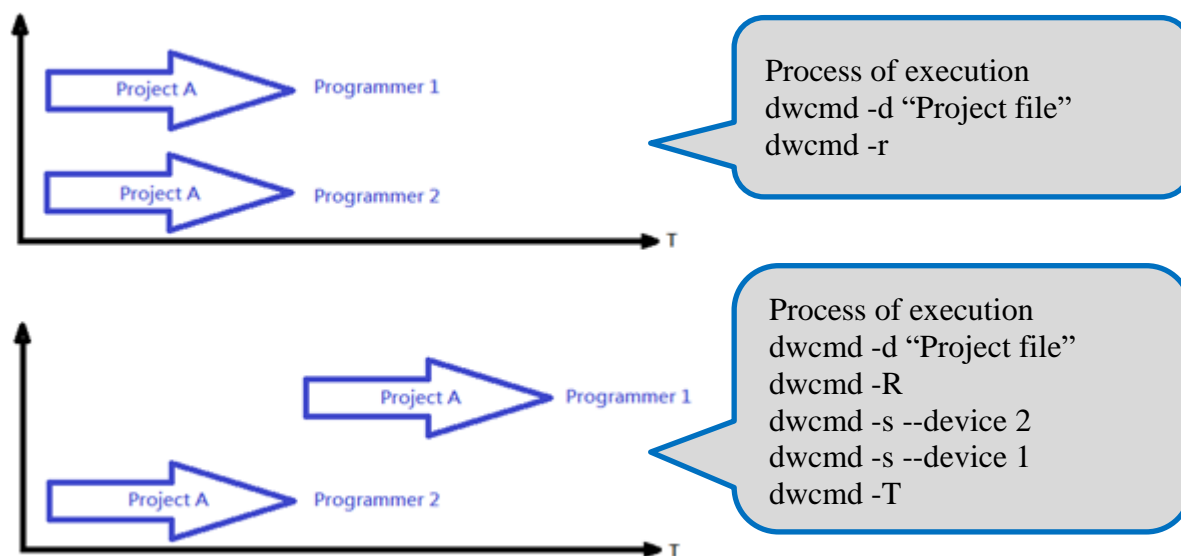 Project A
Programmer 1
Project A
Programmer 2
T
Process of execution
dwcmd -d “Project file”
dwcmd -r
Project A
Programmer 1
Project A
Programmer 2
T
Process of execution
dwcmd -d “Project file”
dwcmd -R
dwcmd -s --device 2
dwcmd -s --device 1
dwcmd -T